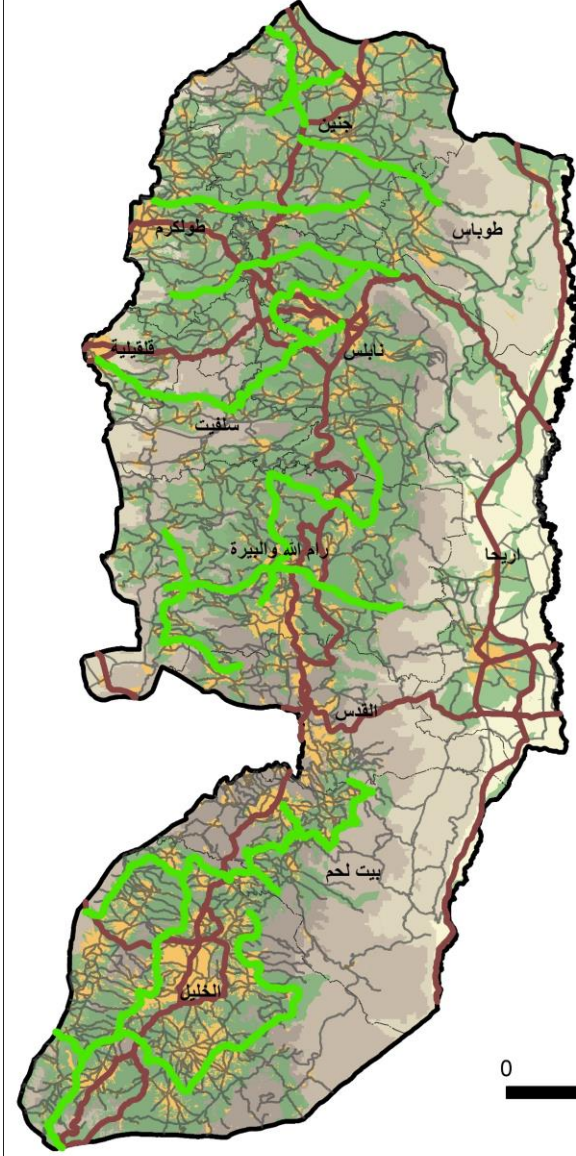 جنين
طوباس
طولكرم
نابلس
قلقيلية
سلفيت
رام الله والبيرة
اريحا
القدس
بيت لحم
الخليل
0